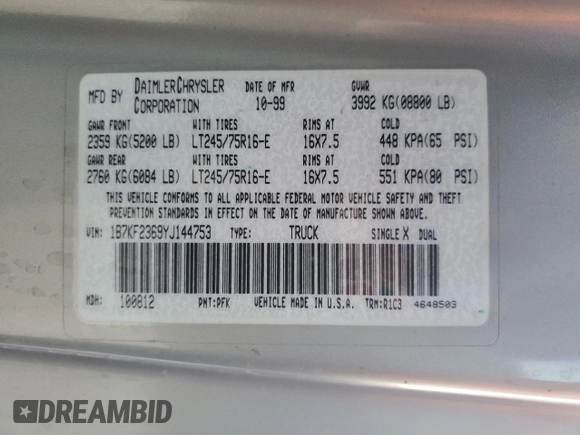 MFD BY DAIMLERCHRYSLER CORPORATION DATE OF MFR 10-99 GVWR 3992 KG(08800 LB)
GAWR FRONT WITH TIRES RIMS AT COLD
2359 KG(5200 LB) LT245/75R16-E 16X7.5 448 KPA(65 PSI)
GAWR REAR WITH TIRES RIMS AT COLD
2760 KG(6084 LB) LT245/75R16-E 16X7.5 551 KPA(80 PSI)
THIS VEHICLE CONFORMS TO ALL APPLICABLE FEDERAL MOTOR VEHICLE SAFETY AND THEFT
PREVENTION STANDARDS IN EFFECT ON THE DATE OF MANUFACTURE SHOWN ABOVE.
VIN: 1B7KF2369YJ144753 TYPE: TRUCK SINGLE X DUAL
MDH: 100812 PNT:PFK VEHICLE MADE IN U.S.A. TRM:R1C3 4648503
DREAMBID